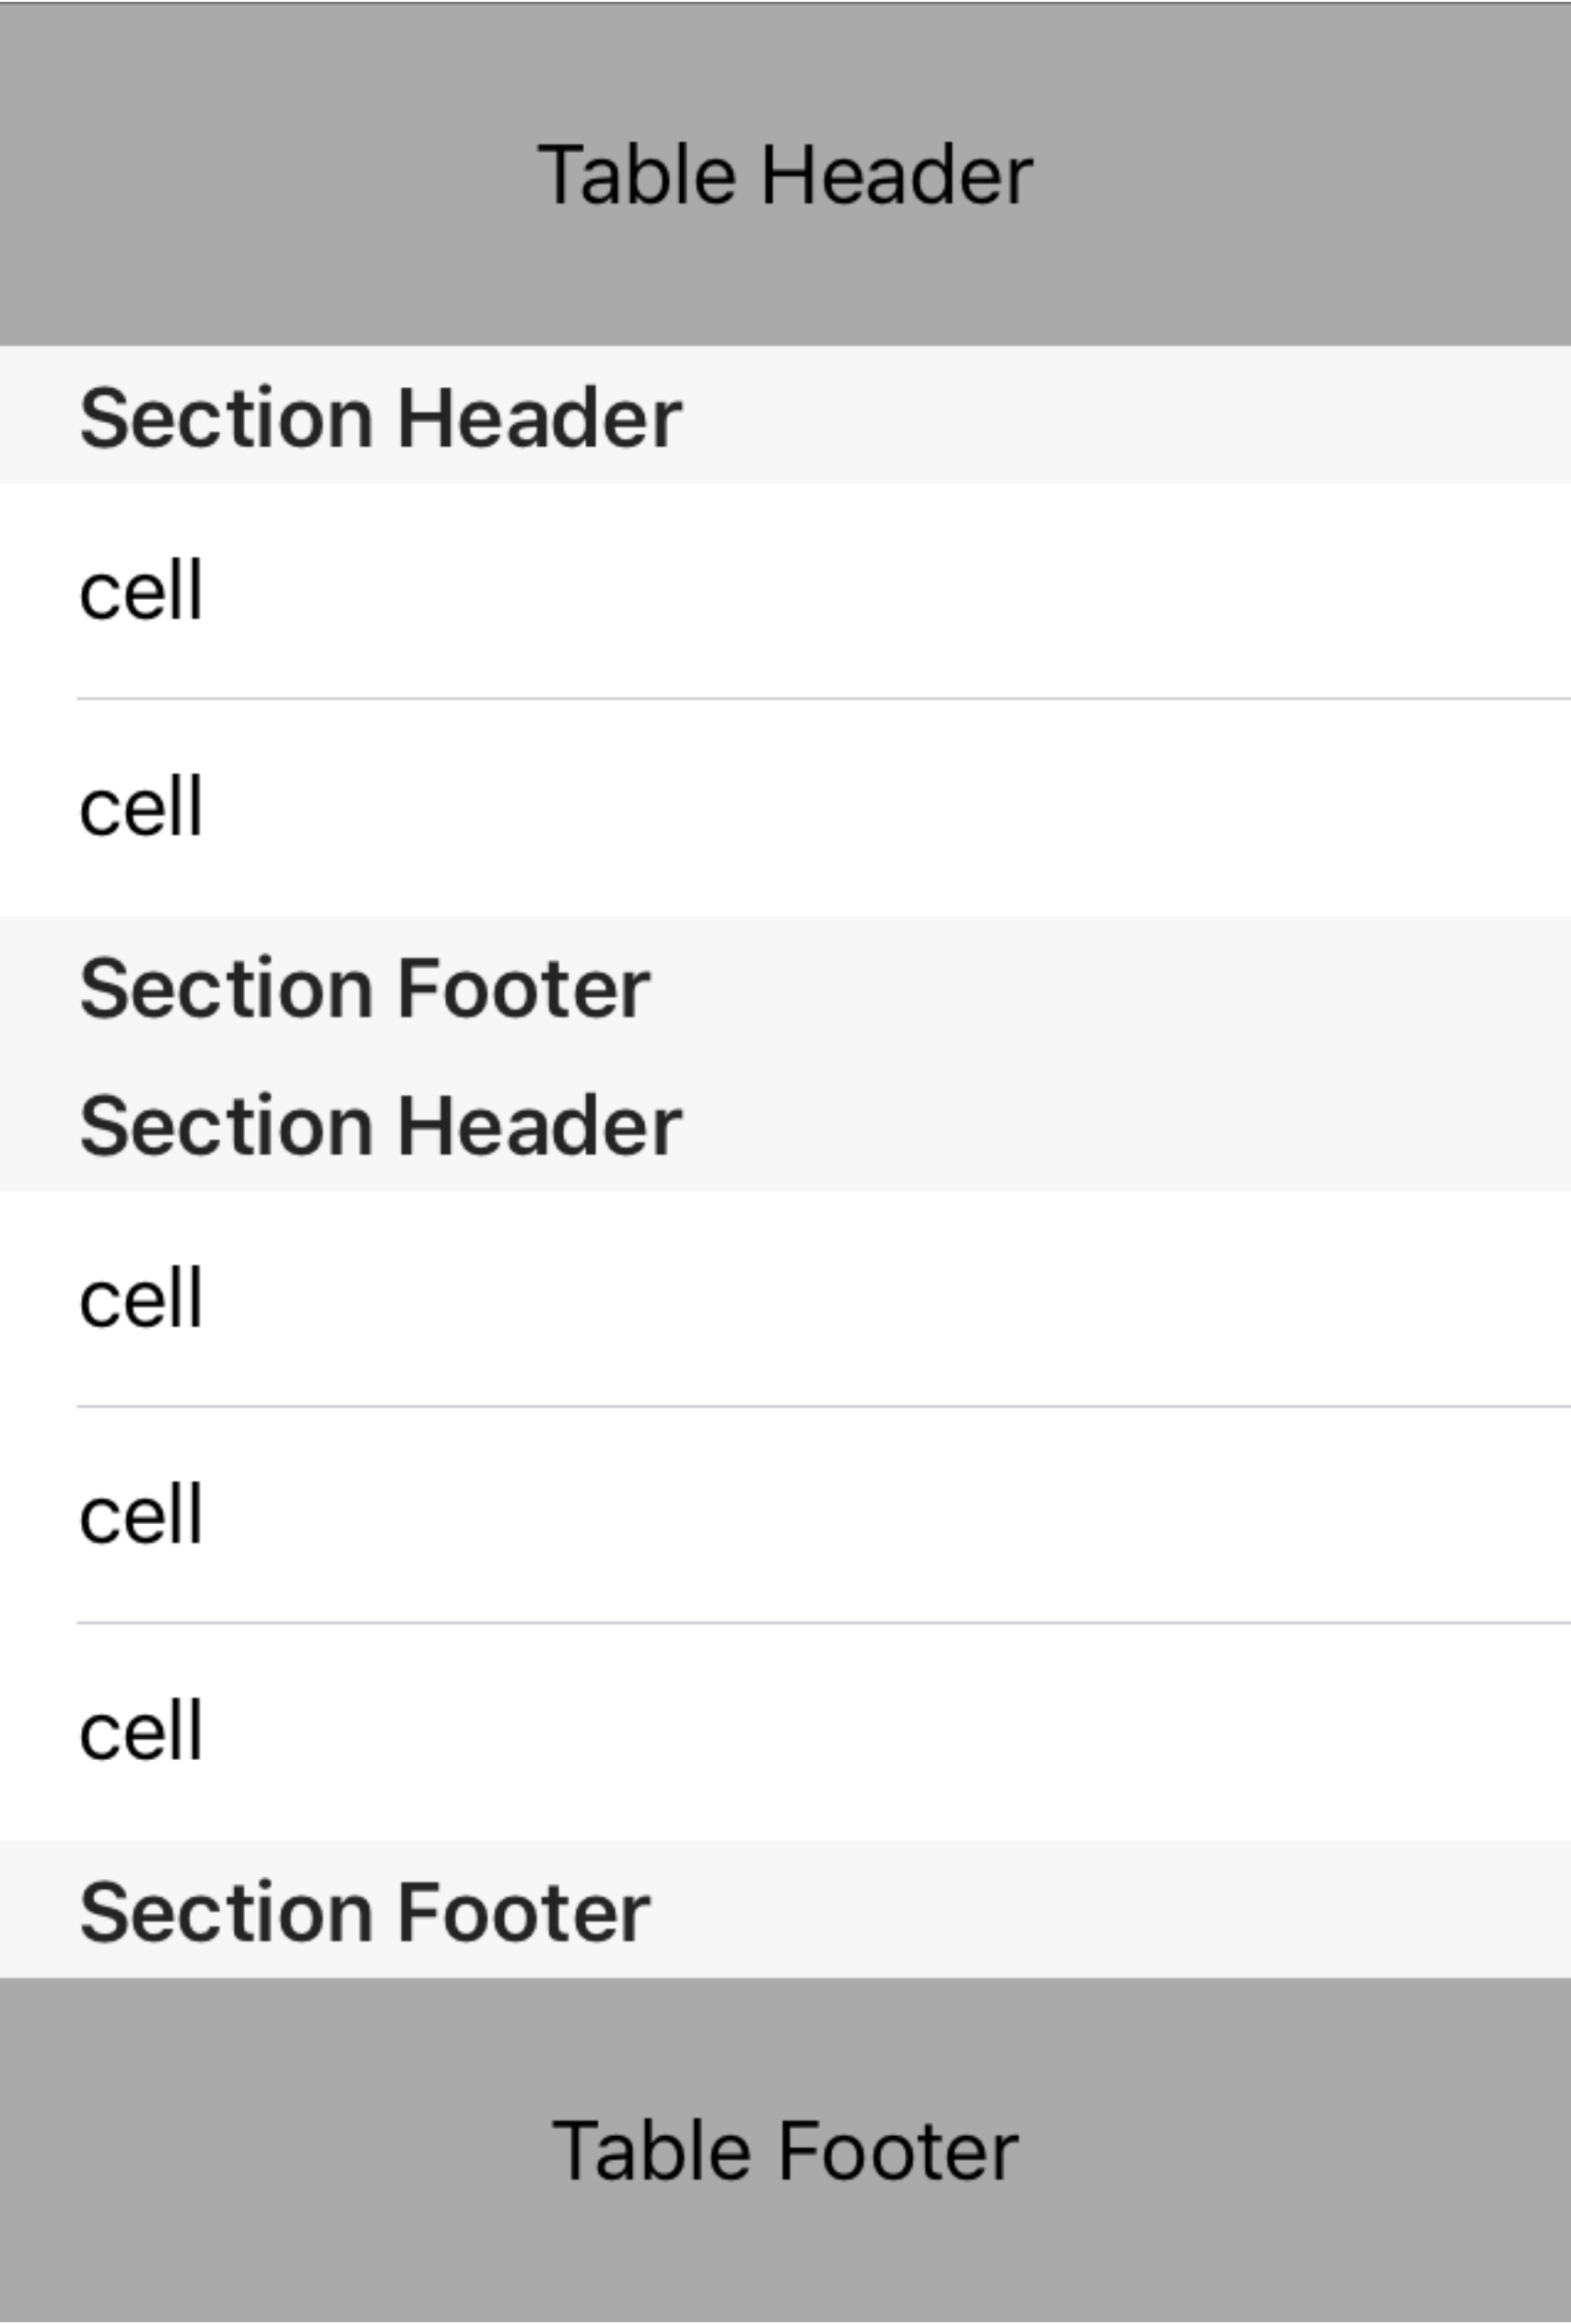 Table Header
Section Header
cell
cell
Section Footer
Section Header
cell
cell
cell
Section Footer
Table Footer